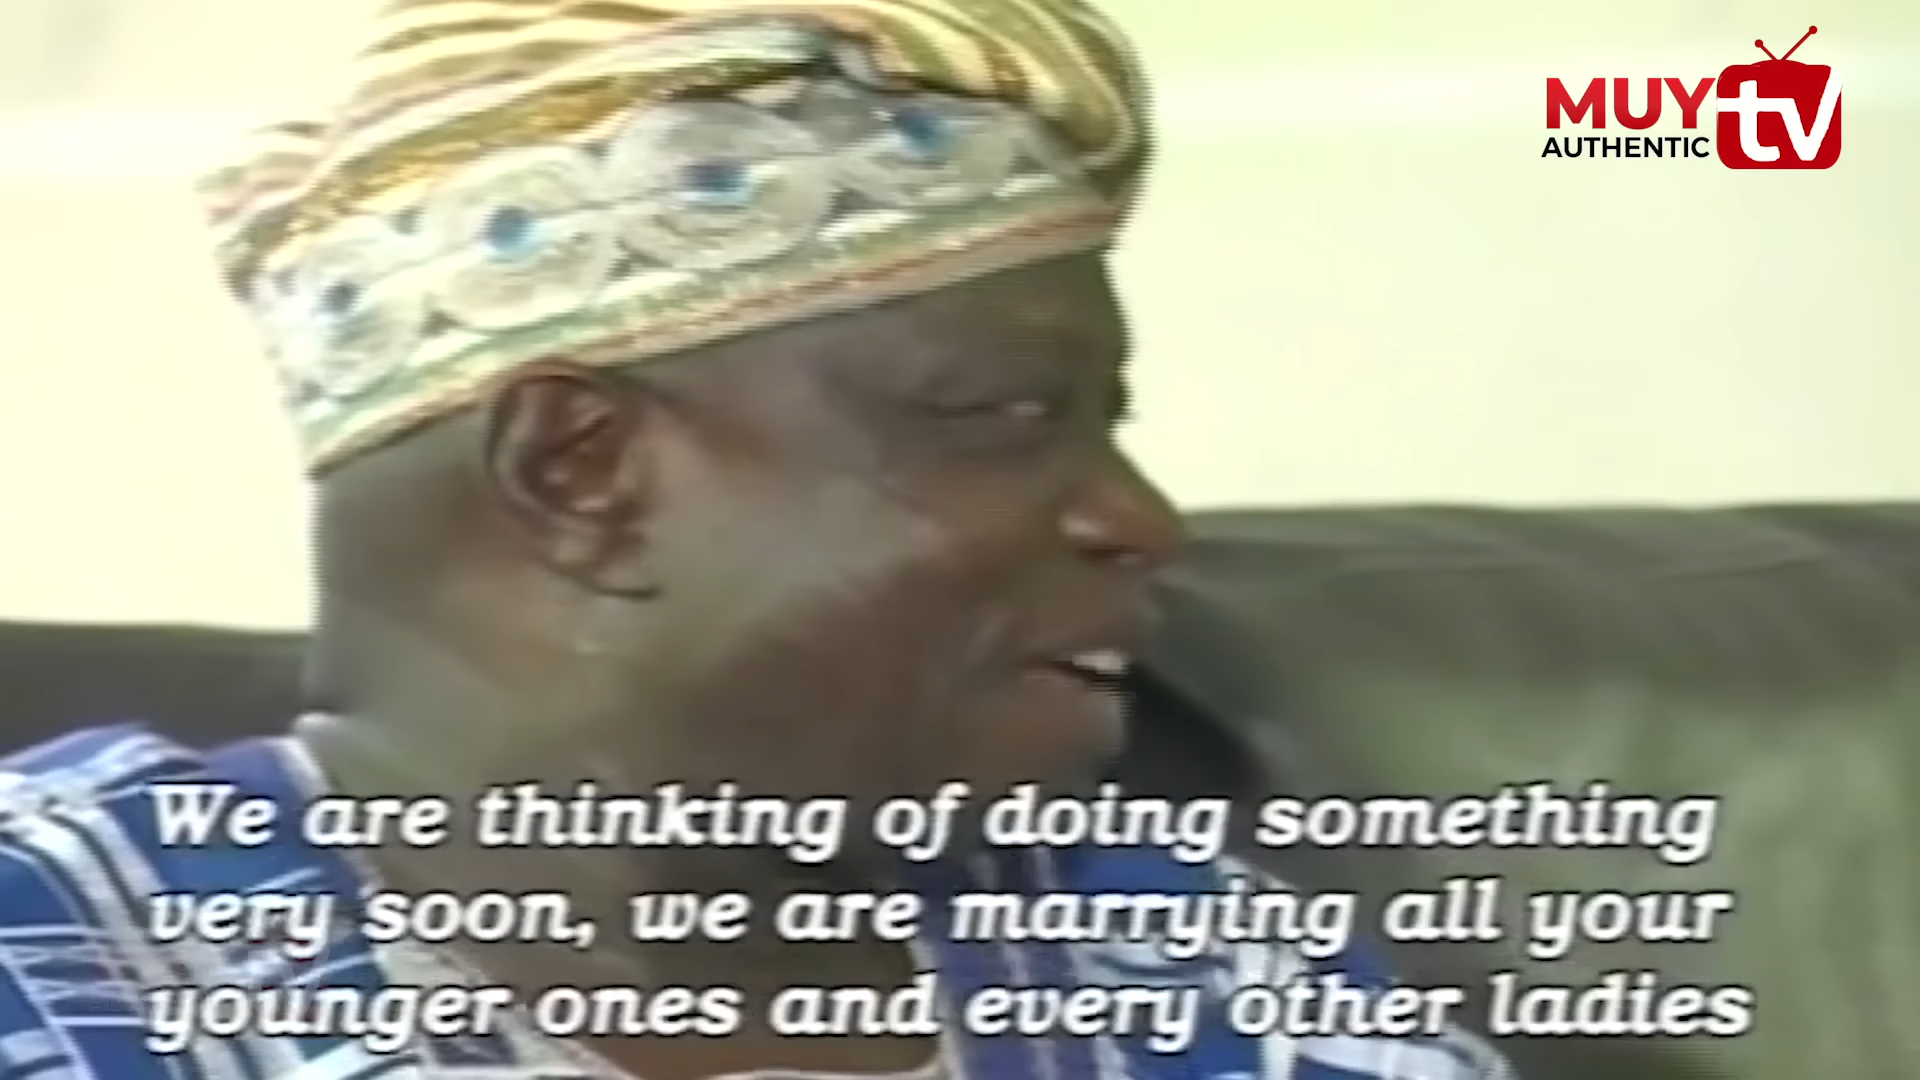 MUY
AUTHENTIC
tv
We are thinking of doing something
very soon, we are marrying all your
younger ones and every other ladies